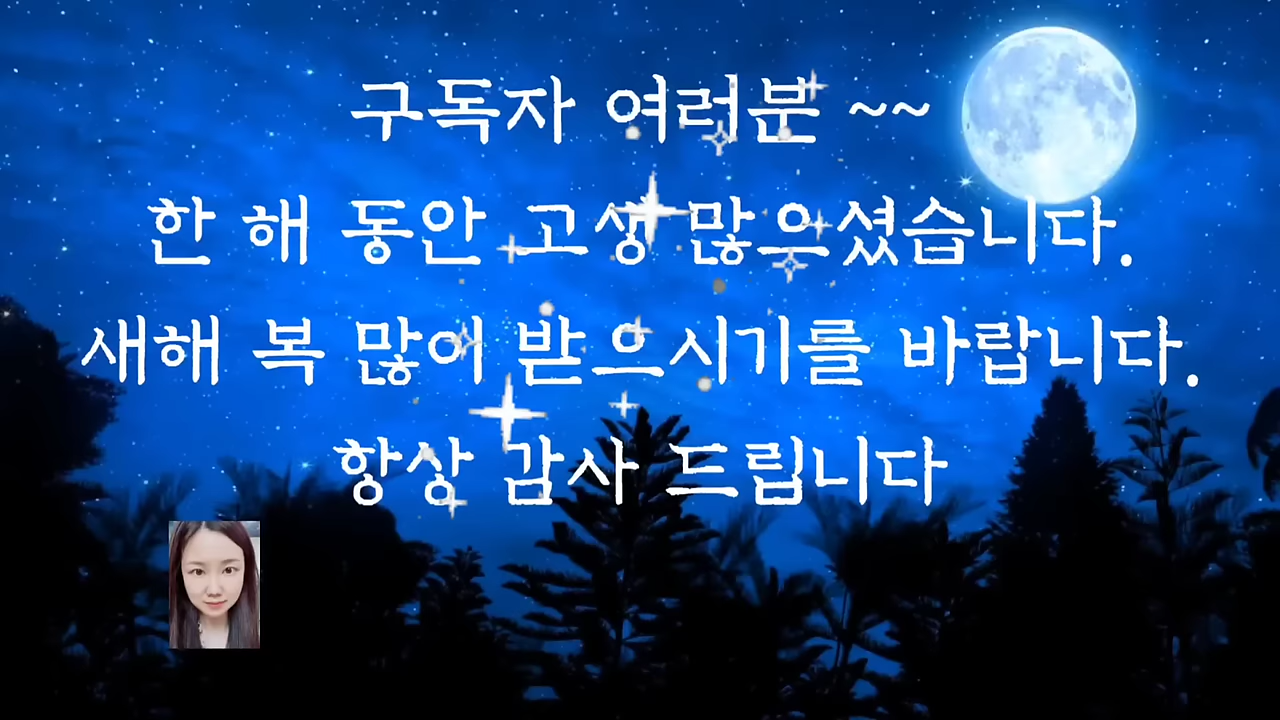 구독자 여러분 ~~
한 해 동안 고생 많으셨습니다.
새해 복 많이 받으시기를 바랍니다.
항상 감사 드립니다